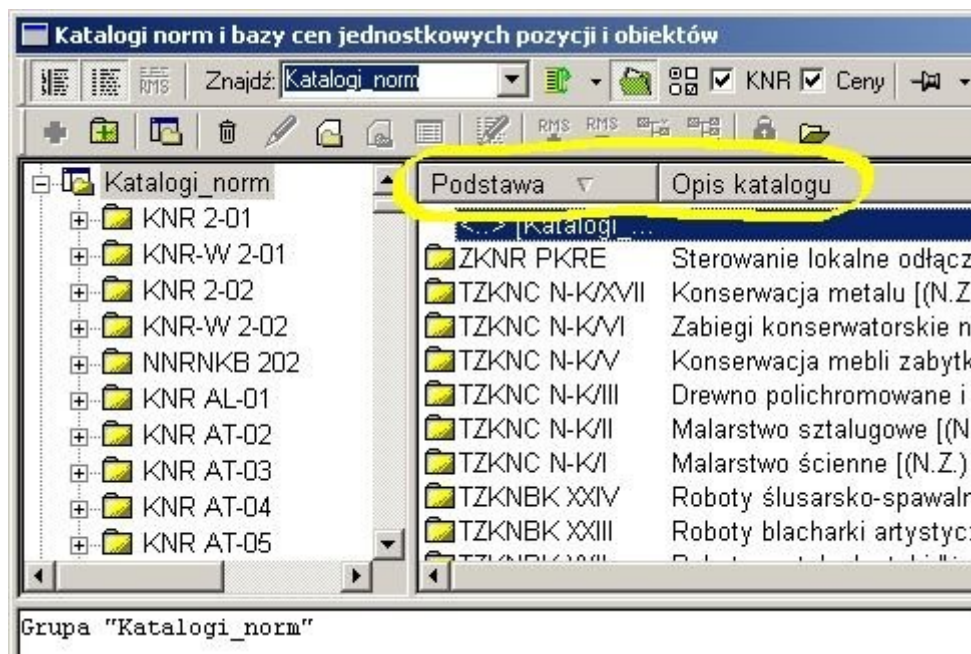 Katalogi norm i bazy cen jednostkowych pozycji i obiektów
RMS Znajdź: Katalogi_norm KNR Ceny
RMS RMS
Katalogi_norm
KNR 2-01
KNR-W 2-01
KNR 2-02
KNR-W 2-02
NNRNKB 202
KNR AL-01
KNR AT-02
KNR AT-03
KNR AT-04
KNR AT-05
Podstawa Opis katalogu
<..> [Katalogi_...
ZKNR PKRE Sterowanie lokalne odłącz
TZKNC N-K/XVII Konserwacja metalu [(N.Z
TZKNC N-K/VI Zabiegi konserwatorskie n
TZKNC N-K/V Konserwacja mebli zabytk
TZKNC N-K/III Drewno polichromowane i
TZKNC N-K/II Malarstwo sztalugowe [(N
TZKNC N-K/I Malarstwo ścienne [(N.Z.)
TZKNBK XXIV Roboty ślusarsko-spawaln
TZKNBK XXIII Roboty blacharki artystyc
Grupa "Katalogi_norm"